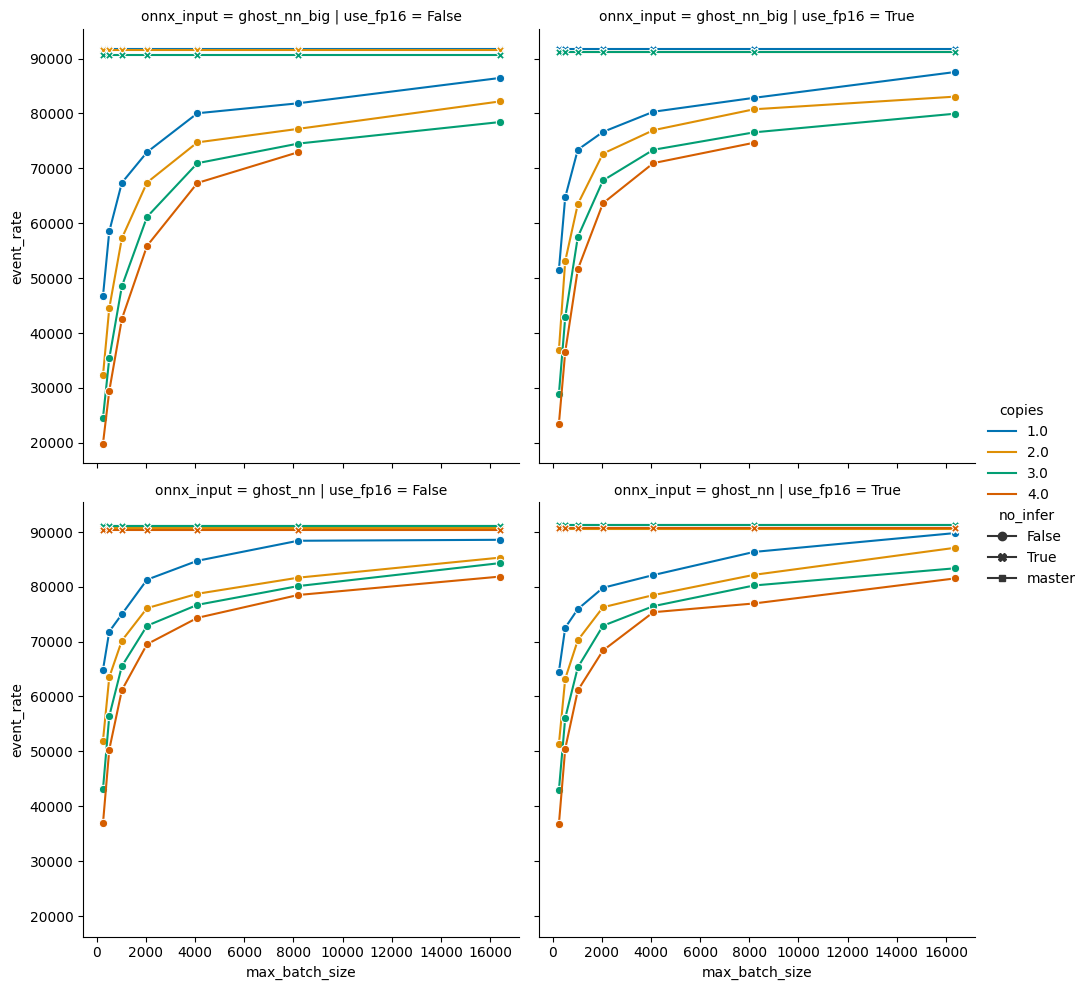 onnx_input = ghost_nn_big | use_fp16 = False
onnx_input = ghost_nn_big | use_fp16 = True
90000
80000
70000
60000
50000
40000
30000
20000
event_rate
onnx_input = ghost_nn | use_fp16 = False
onnx_input = ghost_nn | use_fp16 = True
90000
80000
70000
60000
50000
40000
30000
20000
event_rate
0 2000 4000 6000 8000 10000 12000 14000 16000
max_batch_size
0 2000 4000 6000 8000 10000 12000 14000 16000
max_batch_size
copies
1.0
2.0
3.0
4.0
no_infer
False
True
master